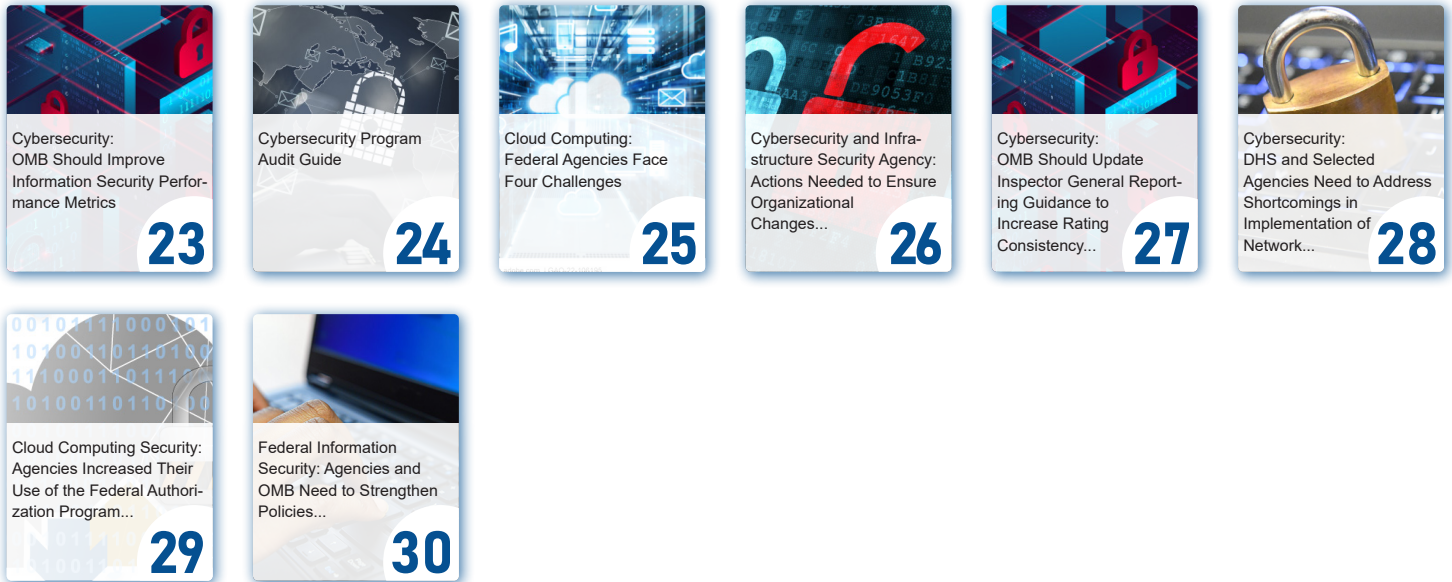 Cybersecurity:
OMB Should Improve
Information Security Perfor-
mance Metrics
23
Cybersecurity Program
Audit Guide
24
Cloud Computing:
Federal Agencies Face
Four Challenges
25
Cybersecurity and Infra-
structure Security Agency:
Actions Needed to Ensure
Organizational
Changes...
26
Cybersecurity:
OMB Should Update
Inspector General Report-
ing Guidance to
Increase Rating
Consistency...
27
Cybersecurity:
DHS and Selected
Agencies Need to Address
Shortcomings in
Implementation of
Network...
28
Cloud Computing Security:
Agencies Increased Their
Use of the Federal Authori-
zation Program...
29
Federal Information
Security: Agencies and
OMB Need to Strengthen
Policies...
30